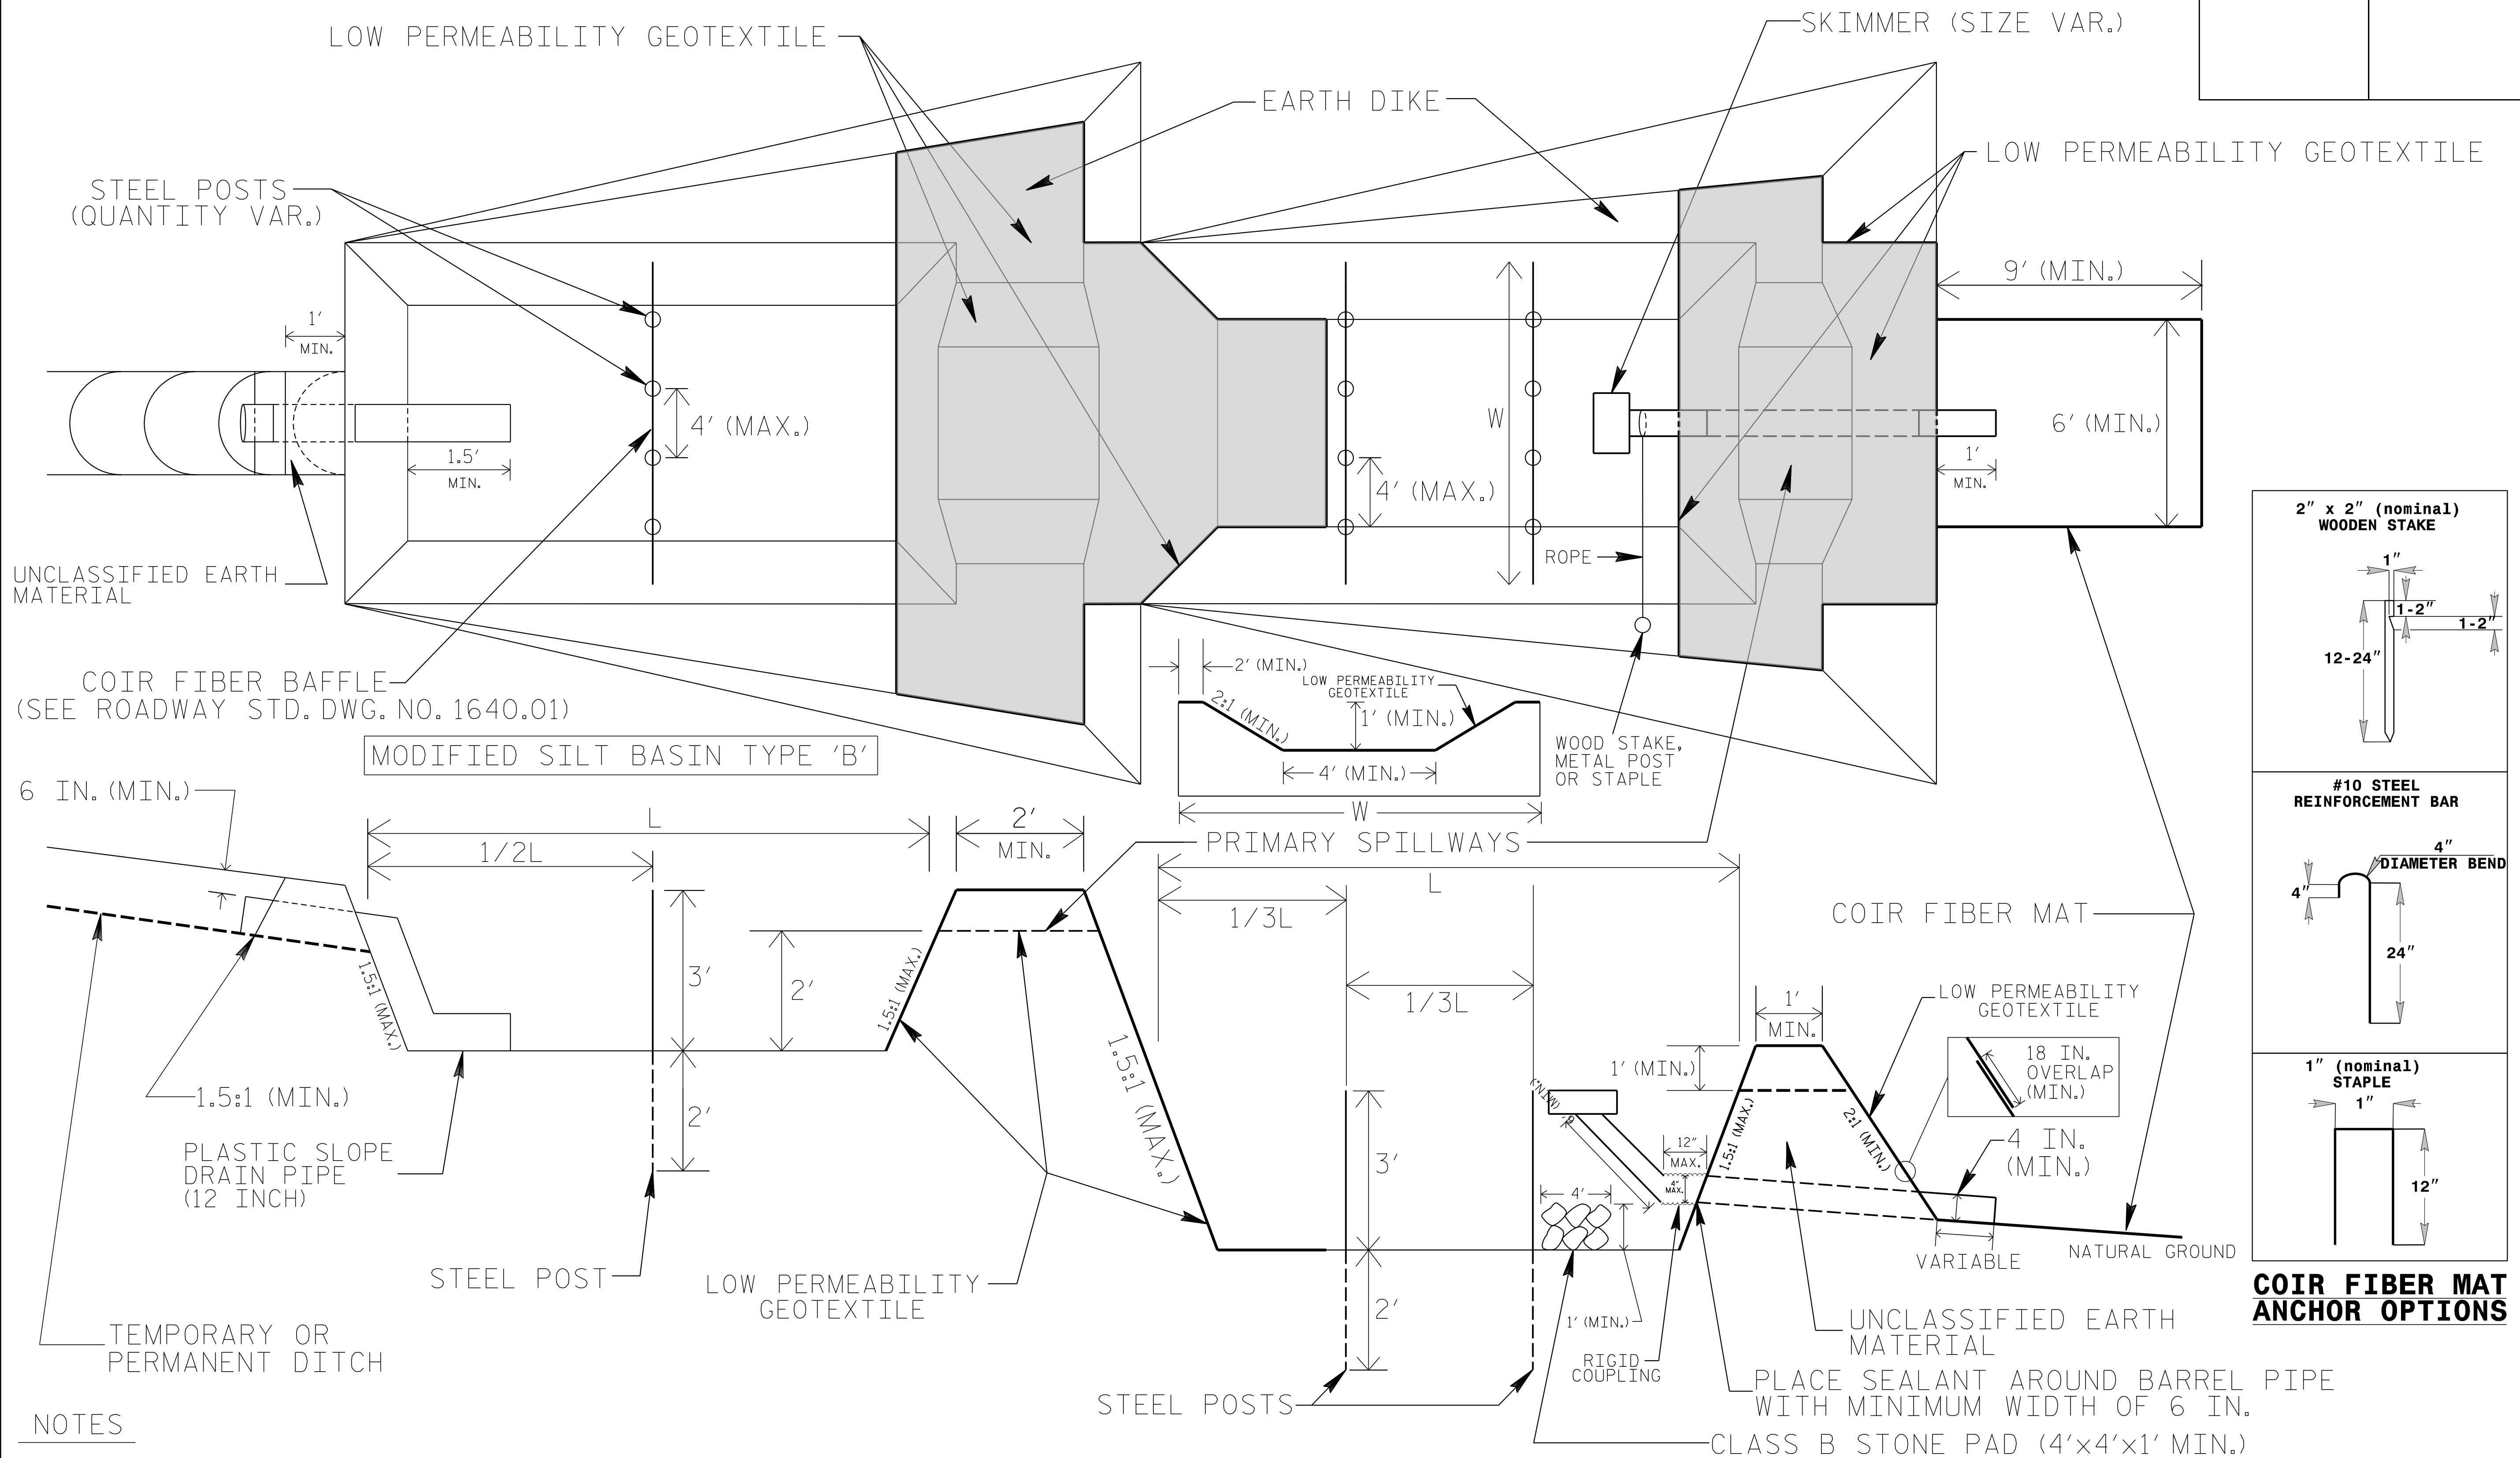 LOW PERMEABILITY GEOTEXTILE
SKIMMER (SIZE VAR.)
EARTH DIKE
LOW PERMEABILITY GEOTEXTILE
STEEL POSTS
(QUANTITY VAR.)
9' (MIN.)
1'
MIN.
4' (MAX.)
W
6' (MIN.)
1.5'
MIN.
1'
MIN.
4' (MAX.)
ROPE
UNCLASSIFIED EARTH
MATERIAL
COIR FIBER BAFFLE
(SEE ROADWAY STD. DWG. NO. 1640.01)
2' (MIN.)
LOW PERMEABILITY
GEOTEXTILE
2:1 (MIN.)
1' (MIN.)
4' (MIN.)
W
WOOD STAKE,
METAL POST
OR STAPLE
MODIFIED SILT BASIN TYPE 'B'
2" x 2" (nominal)
WOODEN STAKE
1"
1-2"
1-2"
12-24"
#10 STEEL
REINFORCEMENT BAR
4"
DIAMETER BEND
4"
24"
1" (nominal)
STAPLE
1"
12"
COIR FIBER MAT
ANCHOR OPTIONS
6 IN. (MIN.)
L
2'
MIN.
PRIMARY SPILLWAYS
1/2L
L
1/3L
COIR FIBER MAT
1.5:1 (MAX.)
3'
2'
1.5:1 (MAX.)
1/3L
1'
MIN.
LOW PERMEABILITY
GEOTEXTILE
1.5:1 (MAX.)
1' (MIN.)
18 IN.
OVERLAP
(MIN.)
1.5:1 (MIN.)
2'
6' (MIN.)
12"
MAX.
1.5:1 (MAX.)
2:1 (MIN.)
4 IN.
(MIN.)
PLASTIC SLOPE
DRAIN PIPE
(12 INCH)
3'
4'
4"
MAX.
STEEL POST
LOW PERMEABILITY
GEOTEXTILE
VARIABLE
NATURAL GROUND
2'
1' (MIN.)
UNCLASSIFIED EARTH
MATERIAL
TEMPORARY OR
PERMANENT DITCH
RIGID
COUPLING
STEEL POSTS
PLACE SEALANT AROUND BARREL PIPE
WITH MINIMUM WIDTH OF 6 IN.
NOTES
CLASS B STONE PAD (4'x4'x1' MIN.)